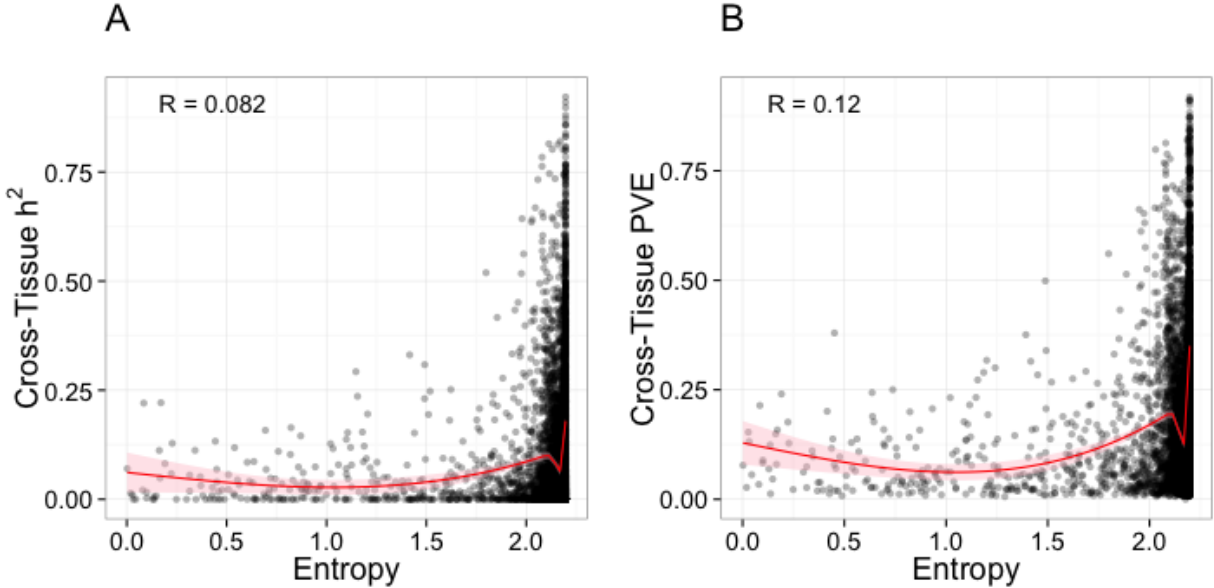 A
R = 0.082
Cross-Tissue h²
0.75
0.50
0.25
0.00
0.0 0.5 1.0 1.5 2.0
Entropy
B
R = 0.12
Cross-Tissue PVE
0.75
0.50
0.25
0.00
0.0 0.5 1.0 1.5 2.0
Entropy